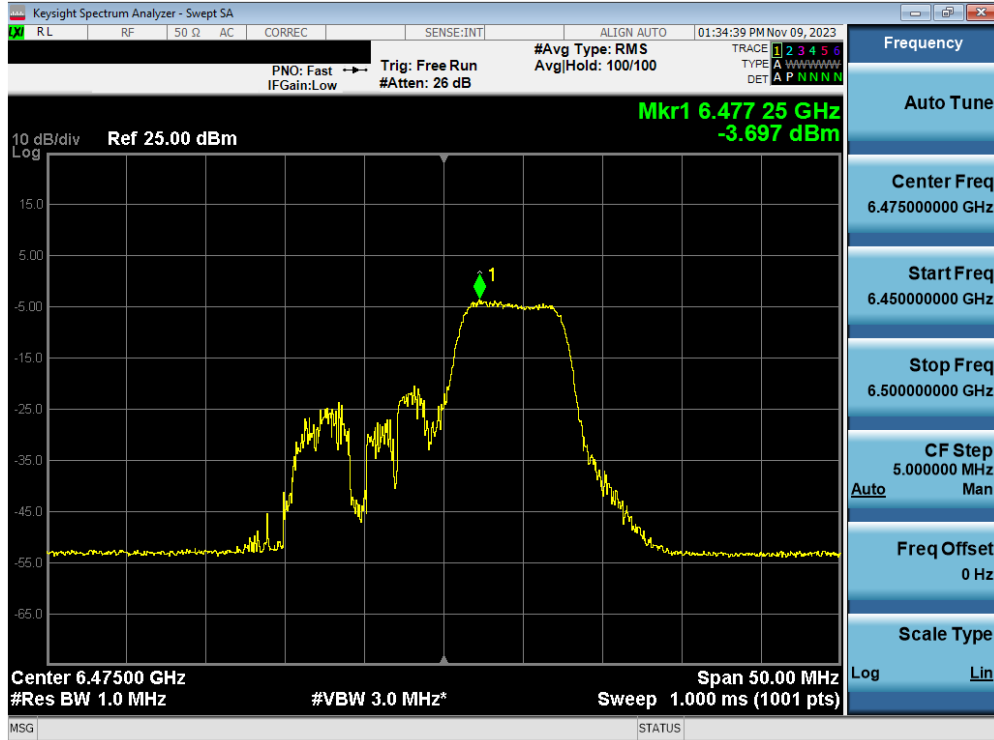 Keysight Spectrum Analyzer - Swept SA
LXI RL RF 50 Ω AC CORREC SENSE:INT ALIGN AUTO 01:34:39 PM Nov 09, 2023
PNO: Fast
IFGain:Low
Trig: Free Run
#Atten: 26 dB
#Avg Type: RMS
Avg|Hold: 100/100
TRACE 1 2 3 4 5 6
TYPE A WWWWW
DET A P N N N N
Mkr1 6.477 25 GHz
-3.697 dBm
10 dB/div
Log
Ref 25.00 dBm
15.0
5.00
-5.00
-15.0
-25.0
-35.0
-45.0
-55.0
-65.0
1
Center 6.47500 GHz
#Res BW 1.0 MHz
#VBW 3.0 MHz*
Span 50.00 MHz
Sweep 1.000 ms (1001 pts)
MSG
STATUS
Frequency
Auto Tune
Center Freq
6.475000000 GHz
Start Freq
6.450000000 GHz
Stop Freq
6.500000000 GHz
CF Step
5.000000 MHz
Auto Man
Freq Offset
0 Hz
Scale Type
Log Lin